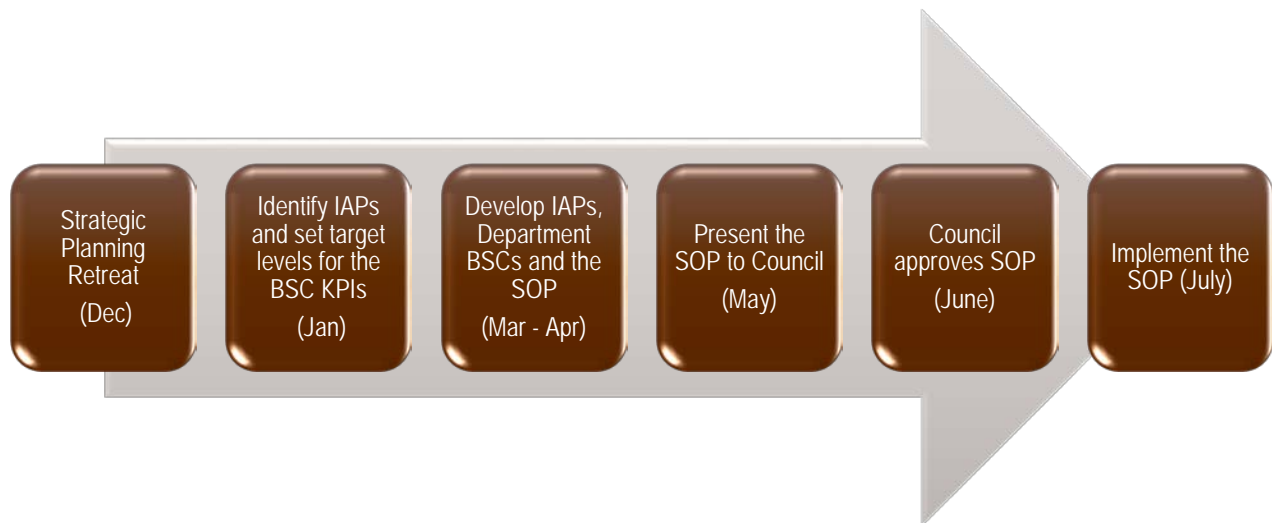 Strategic
Planning
Retreat
(Dec)
Identify IAPs
and set target
levels for the
BSC KPIs
(Jan)
Develop IAPs,
Department
BSCs and the
SOP
(Mar - Apr)
Present the
SOP to Council
(May)
Council
approves SOP
(June)
Implement the
SOP (July)